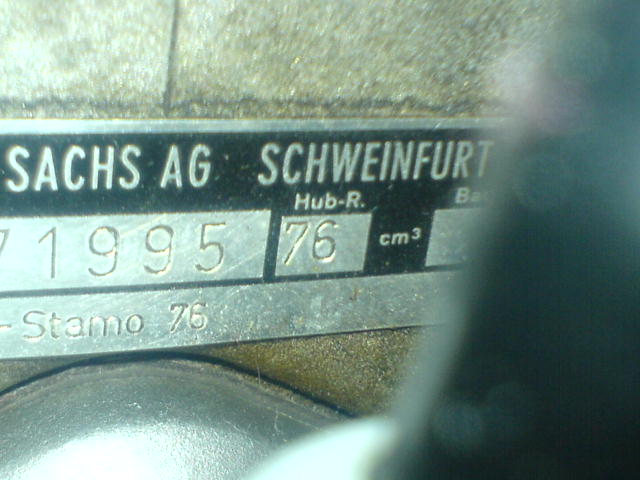 SACHS AG SCHWEINFURT
Hub-R.
71995 76 cm³
-Stamo 76